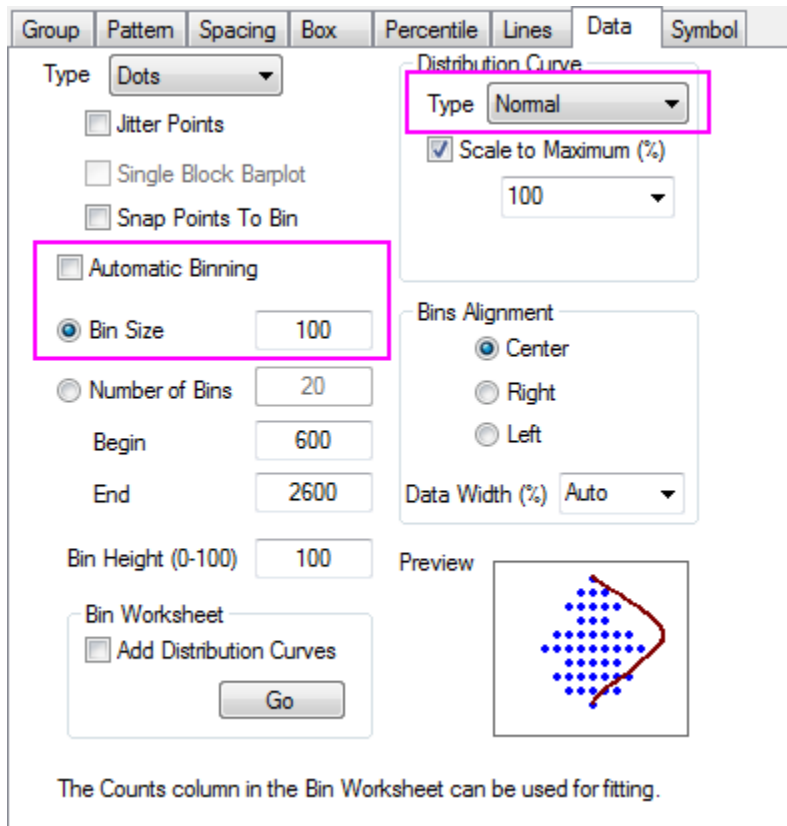 Group Pattern Spacing Box Percentile Lines Data Symbol
Type Dots
Jitter Points
Single Block Barplot
Snap Points To Bin
Automatic Binning
Bin Size 100
Number of Bins 20
Begin 600
End 2600
Bin Height (0-100) 100
Bin Worksheet
Add Distribution Curves
Go
Distribution Curve
Type Normal
Scale to Maximum (%)
100
Bins Alignment
Center
Right
Left
Data Width (%) Auto
Preview
The Counts column in the Bin Worksheet can be used for fitting.